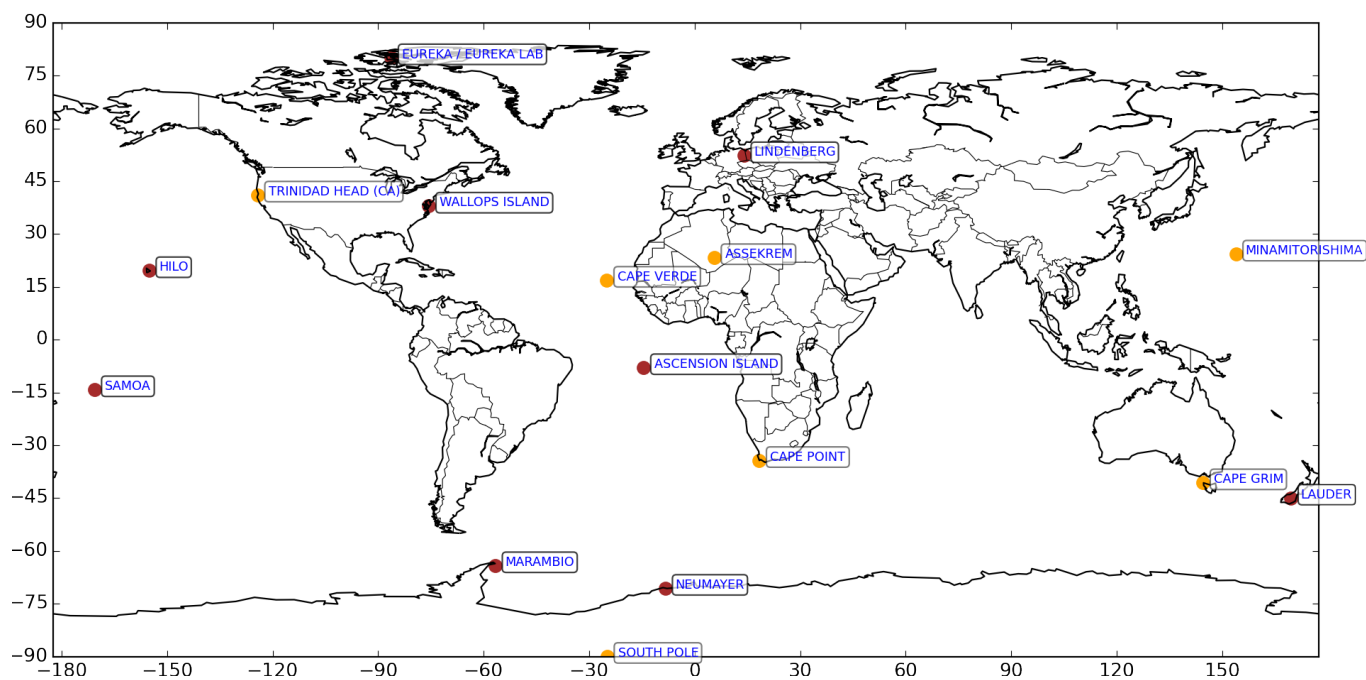 90
75
60
45
30
15
0
−15
−30
−45
−60
−75
−90
EUREKA / EUREKA LAB
LINDENBERG
TRINIDAD HEAD (CA)
WALLOPS ISLAND
ASSEKREM
MINAMITORISHIMA
HILO
CAPE VERDE
ASCENSION ISLAND
SAMOA
CAPE POINT
CAPE GRIM
LAUDER
MARAMBIO
NEUMAYER
SOUTH POLE
−180 −150 −120 −90 −60 −30 0 30 60 90 120 150